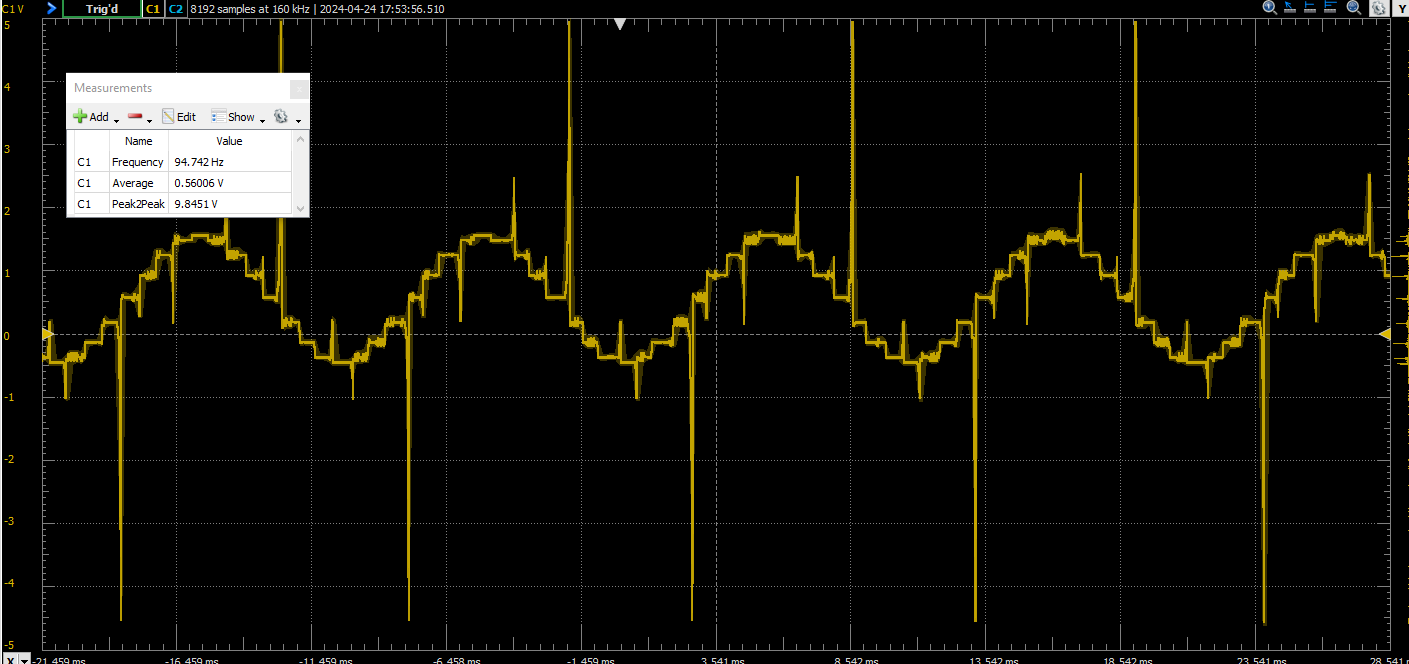 C1 V Trig'd C1 C2 8192 samples at 160 kHz | 2024-04-24 17:53:56.510 Y
5
4
Measurements
Add Edit Show
Name Value
3
C1 Frequency 94.742 Hz
C1 Average 0.56006 V
C1 Peak2Peak 9.8451 V
2
1
0
-1
-2
-3
-4
-5
X -21.459 ms -16.459 ms -11.459 ms -6.458 ms -1.459 ms 3.541 ms 8.542 ms 13.542 ms 18.542 ms 23.541 ms 28.541